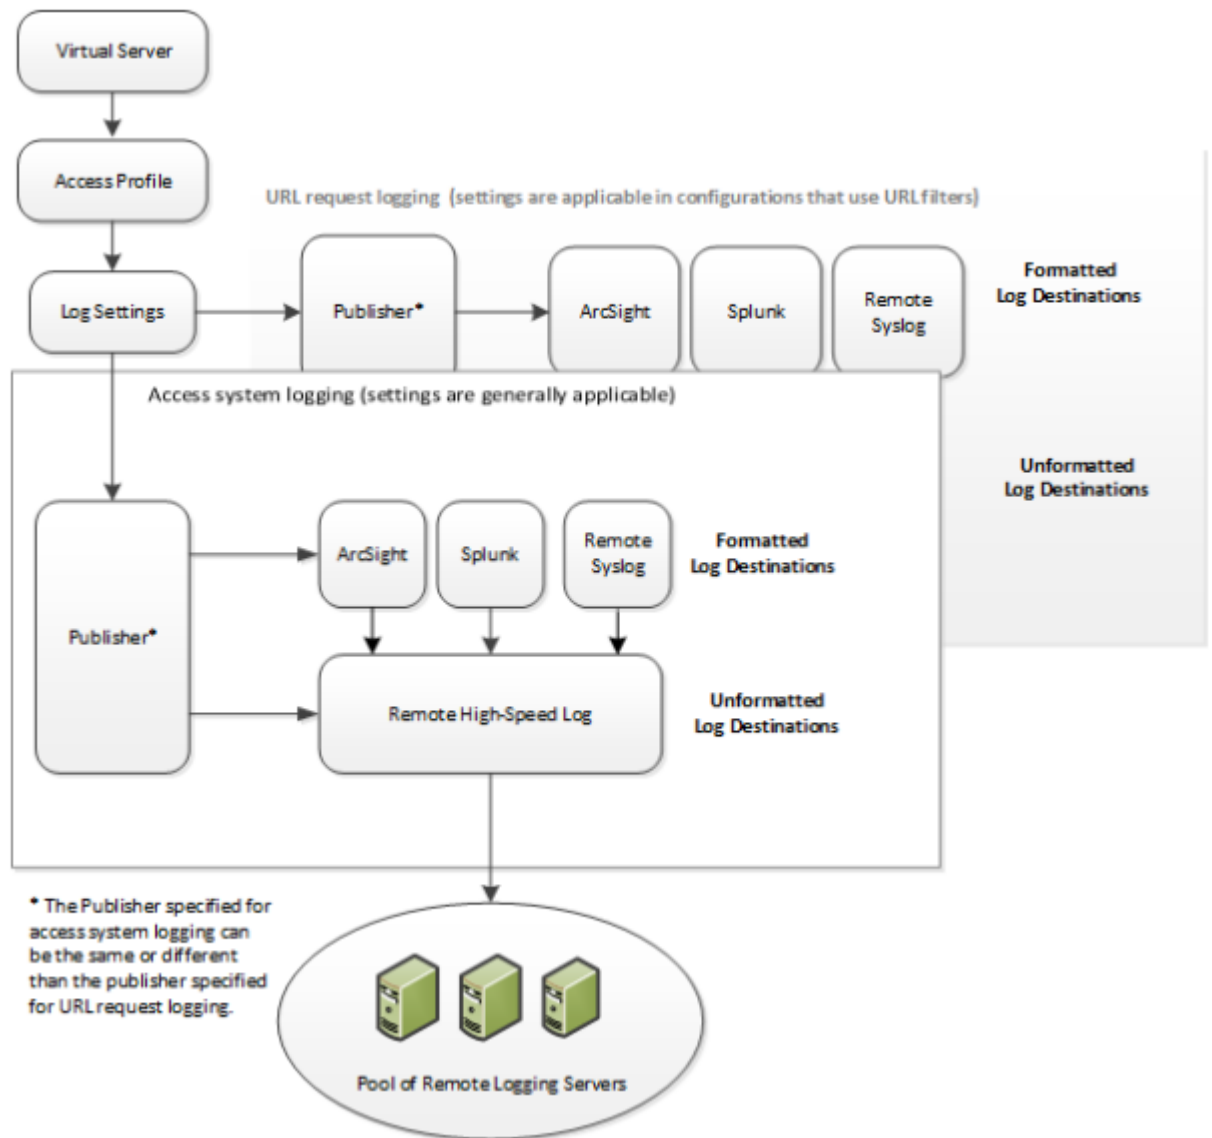 Virtual Server
Access Profile
URL request logging (settings are applicable in configurations that use URL filters)
Log Settings
Publisher*
ArcSight
Splunk
Remote
Syslog
Formatted
Log Destinations
Access system logging (settings are generally applicable)
Unformatted
Log Destinations
Publisher*
ArcSight
Splunk
Remote
Syslog
Formatted
Log Destinations
Remote High-Speed Log
Unformatted
Log Destinations
* The Publisher specified for
access system logging can
be the same or different
than the publisher specified
for URL request logging.
Pool of Remote Logging Servers